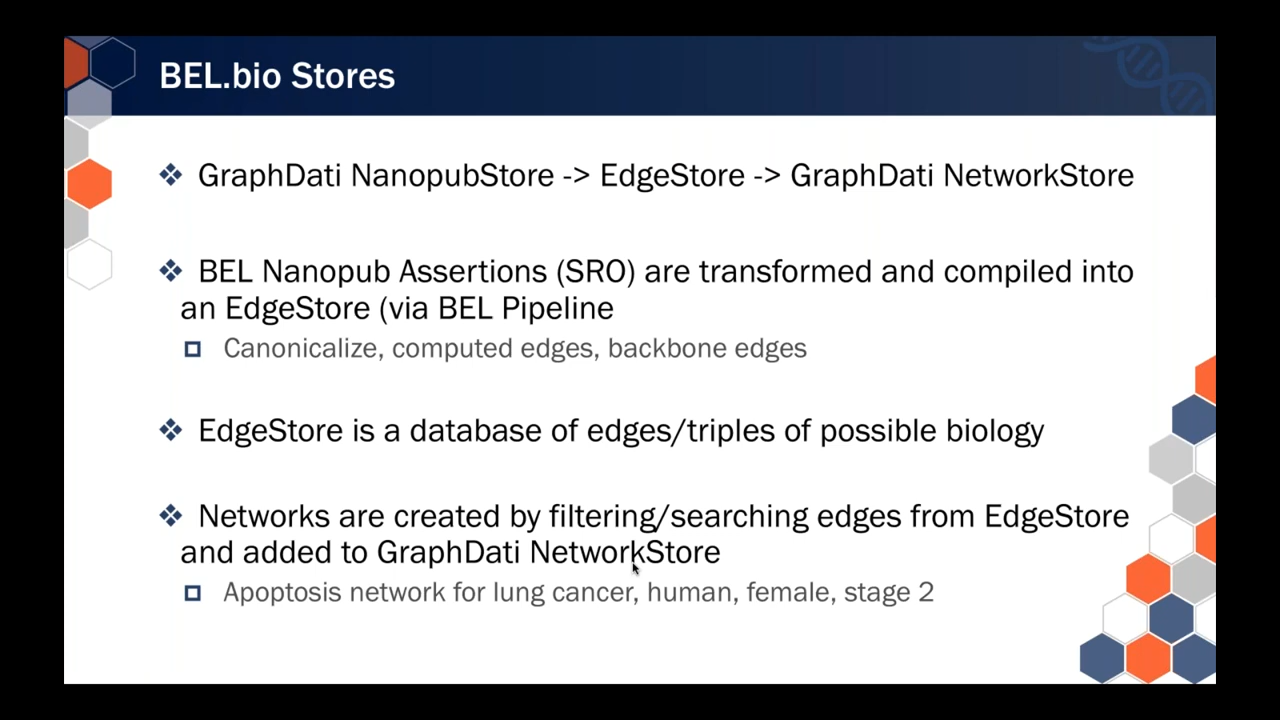 BEL.bio Stores
❖ GraphDati NanopubStore -> EdgeStore -> GraphDati NetworkStore
❖ BEL Nanopub Assertions (SRO) are transformed and compiled into
an EdgeStore (via BEL Pipeline
Canonicalize, computed edges, backbone edges
❖ EdgeStore is a database of edges/triples of possible biology
❖ Networks are created by filtering/searching edges from EdgeStore
and added to GraphDati NetworkStore
Apoptosis network for lung cancer, human, female, stage 2